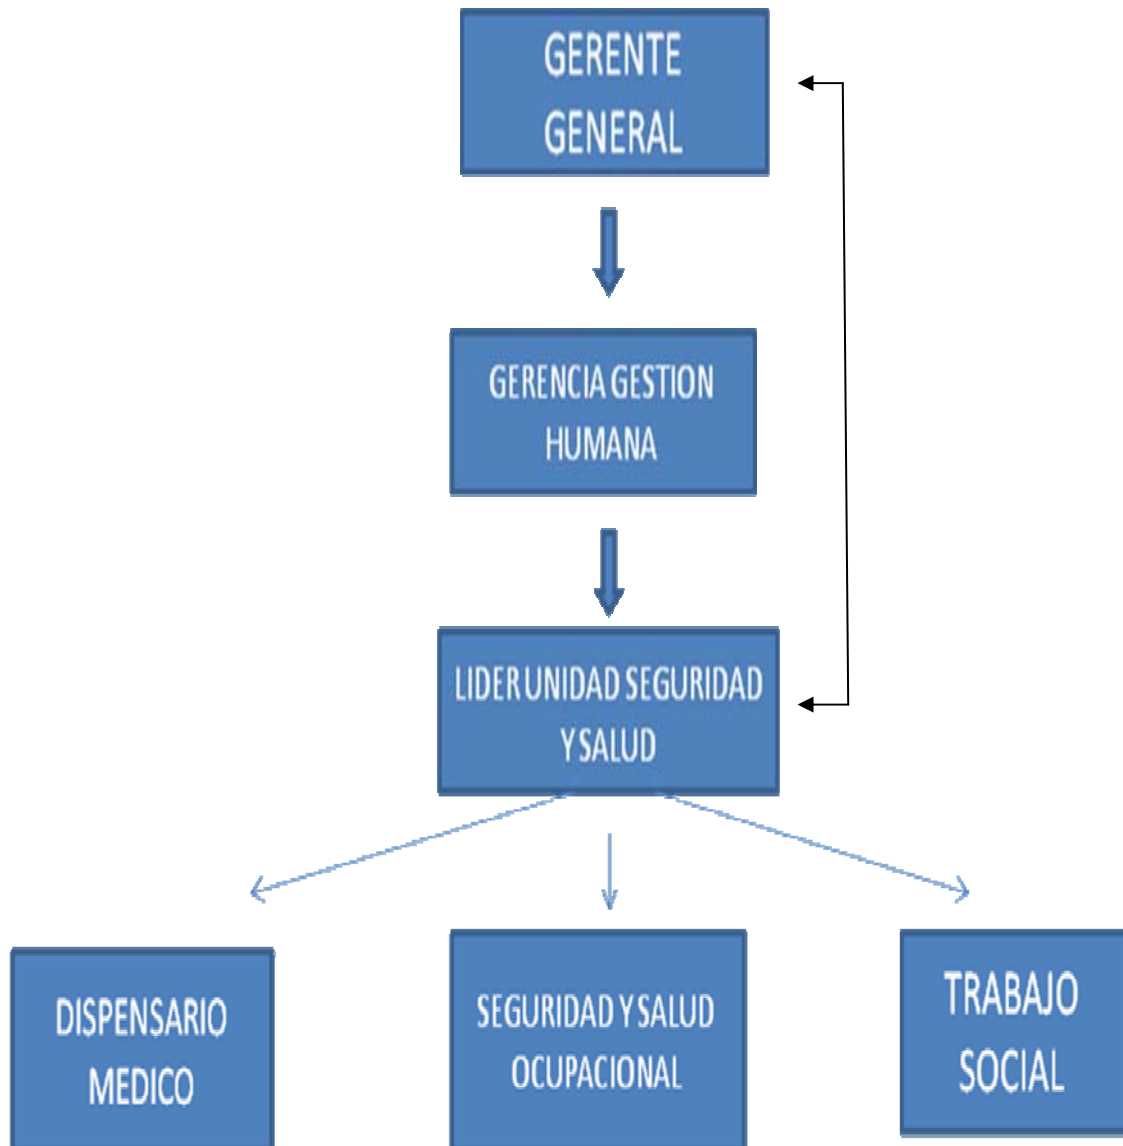 GERENTE
GENERAL
GERENCIA GESTION
HUMANA
LIDER UNIDAD SEGURIDAD
Y SALUD
DISPENSARIO
MEDICO
SEGURIDAD Y SALUD
OCUPACIONAL
TRABAJO
SOCIAL